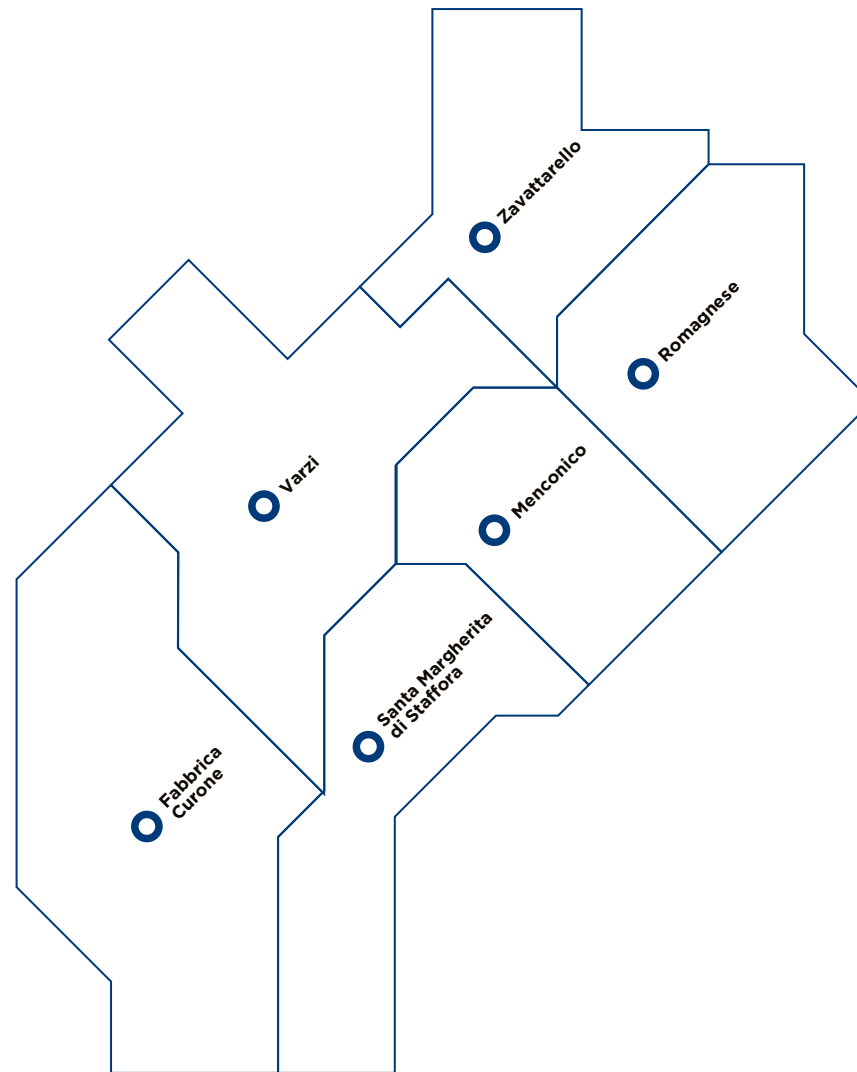 Zavattarello
Romagnese
Menconico
Varzi
Santa Margherita
di Staffora
Fabbrica
Curone